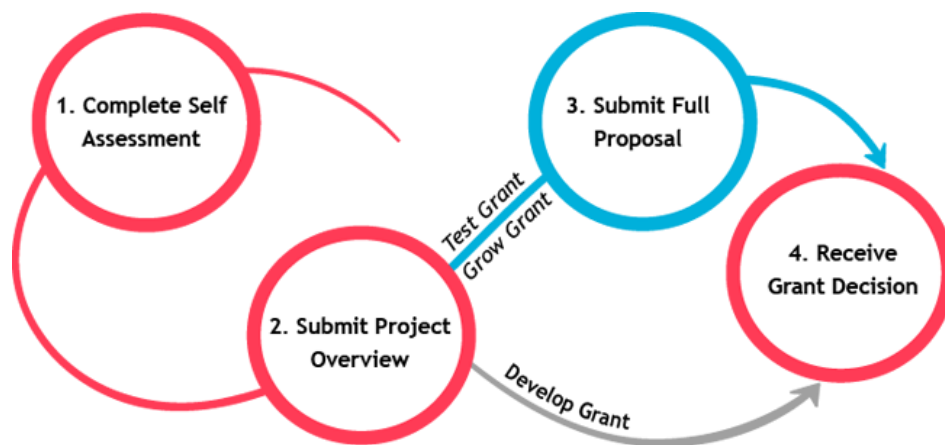 1. Complete Self
Assessment
2. Submit Project
Overview
Test Grant
Grow Grant
3. Submit Full
Proposal
Develop Grant
4. Receive
Grant Decision